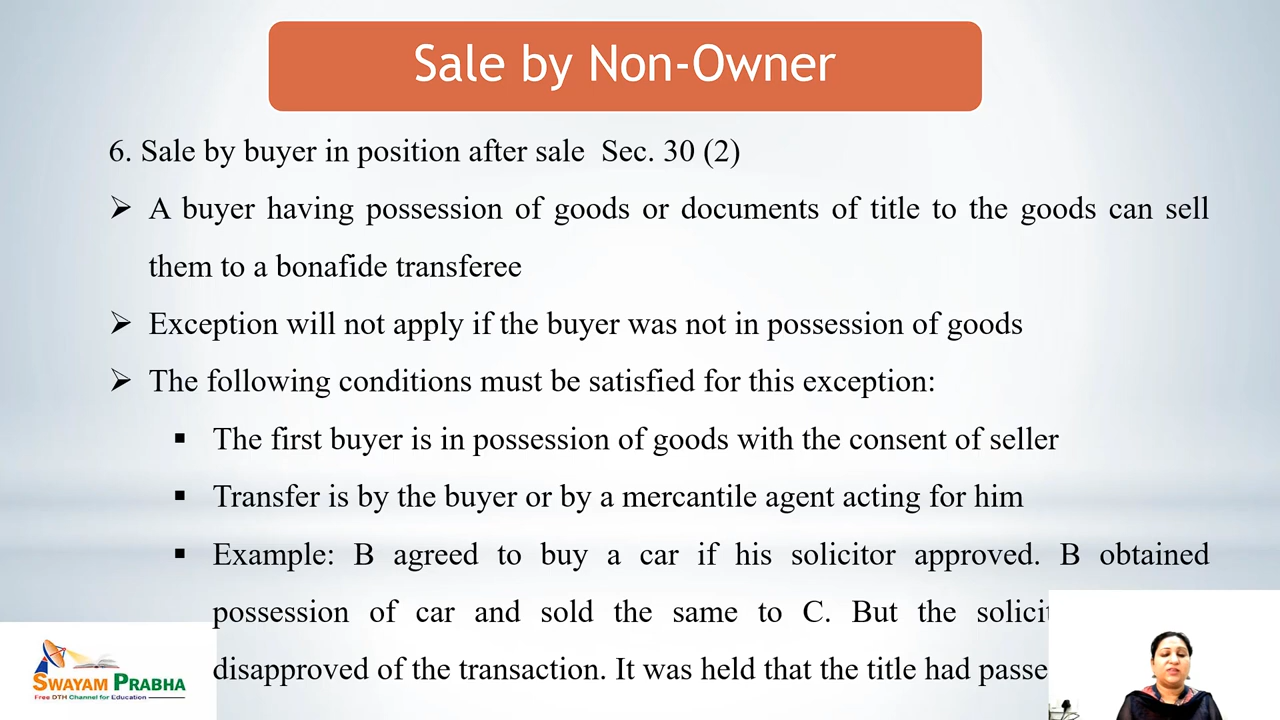 Sale by Non-Owner
6. Sale by buyer in position after sale Sec. 30 (2)
A buyer having possession of goods or documents of title to the goods can sell
them to a bonafide transferee
Exception will not apply if the buyer was not in possession of goods
The following conditions must be satisfied for this exception:
The first buyer is in possession of goods with the consent of seller
Transfer is by the buyer or by a mercantile agent acting for him
Example: B agreed to buy a car if his solicitor approved. B obtained
possession of car and sold the same to C. But the
disapproved of the transaction. It was held that the title had
SWAYAM PRABHA
Free DTH Channel for Education